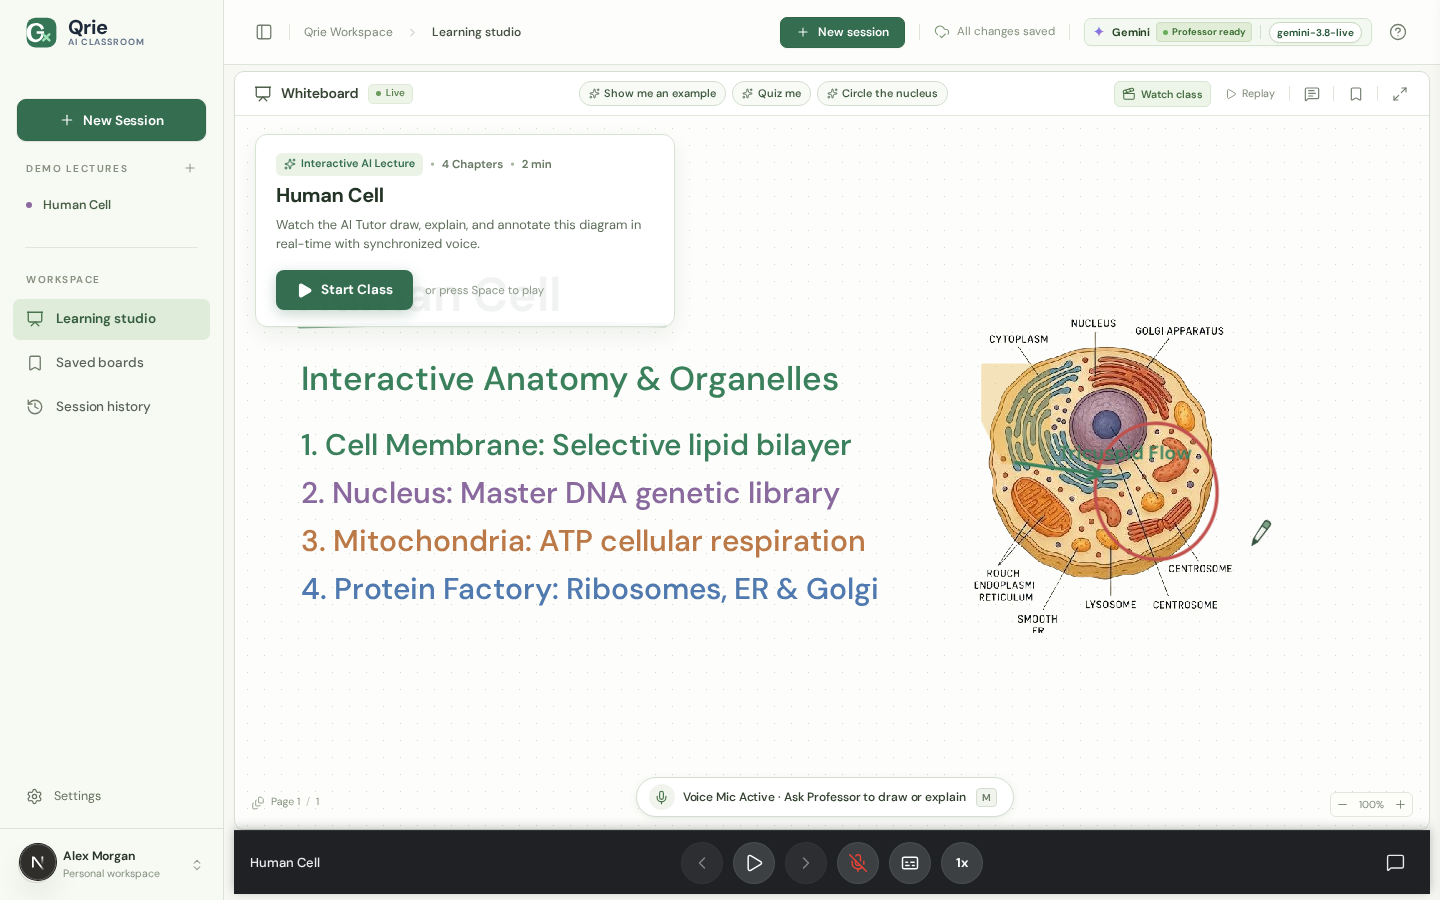 Qrie
AI CLASSROOM
New Session
DEMO LECTURES
Human Cell
WORKSPACE
Learning studio
Saved boards
Session history
Settings
N
Alex Morgan
Personal workspace
Qrie Workspace
Learning studio
New session
All changes saved
Gemini
Professor ready
gemini-3.8-live
Whiteboard
Live
Show me an example
Quiz me
Circle the nucleus
Watch class
Replay
Interactive AI Lecture • 4 Chapters • 2 min
Human Cell
Watch the AI Tutor draw, explain, and annotate this diagram in
real-time with synchronized voice.
Start Class
or press Space to play
Cell
Interactive Anatomy & Organelles
1. Cell Membrane: Selective lipid bilayer
2. Nucleus: Master DNA genetic library
3. Mitochondria: ATP cellular respiration
4. Protein Factory: Ribosomes, ER & Golgi
NUCLEUS
CYTOPLASM
GOLGI APPARATUS
Flow
CENTROSOME
ROUCH
ENDOPLASMI
RETICULUM
LYSOSOME
CENTROSOME
SMOOTH
ER
Page 1 / 1
Voice Mic Active · Ask Professor to draw or explain
M
100%
Human Cell
1x